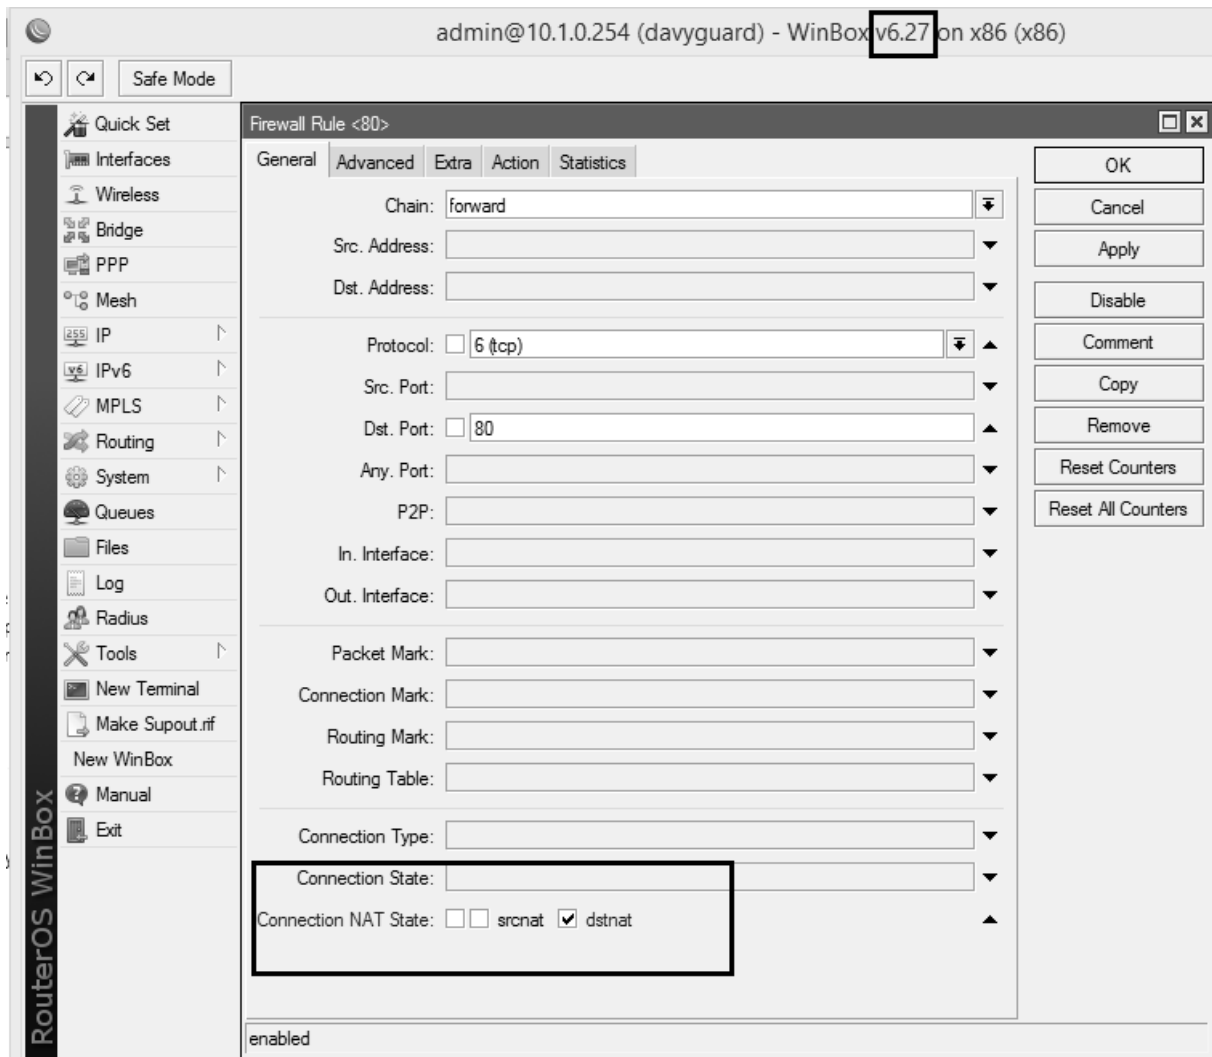 admin@10.1.0.254 (davyguard) - WinBox v6.27 on x86 (x86)
Safe Mode
Quick Set
Interfaces
Wireless
Bridge
PPP
Mesh
255 IP
v6 IPv6
MPLS
Routing
System
Queues
Files
Log
Radius
Tools
New Terminal
Make Supout.rif
New WinBox
Manual
Exit
RouterOS WinBox
Firewall Rule <80>
General Advanced Extra Action Statistics
Chain: forward
Src. Address:
Dst. Address:
Protocol: 6 (tcp)
Src. Port:
Dst. Port: 80
Any. Port:
P2P:
In. Interface:
Out. Interface:
Packet Mark:
Connection Mark:
Routing Mark:
Routing Table:
Connection Type:
Connection State:
Connection NAT State: srcnat dstnat
enabled
OK
Cancel
Apply
Disable
Comment
Copy
Remove
Reset Counters
Reset All Counters